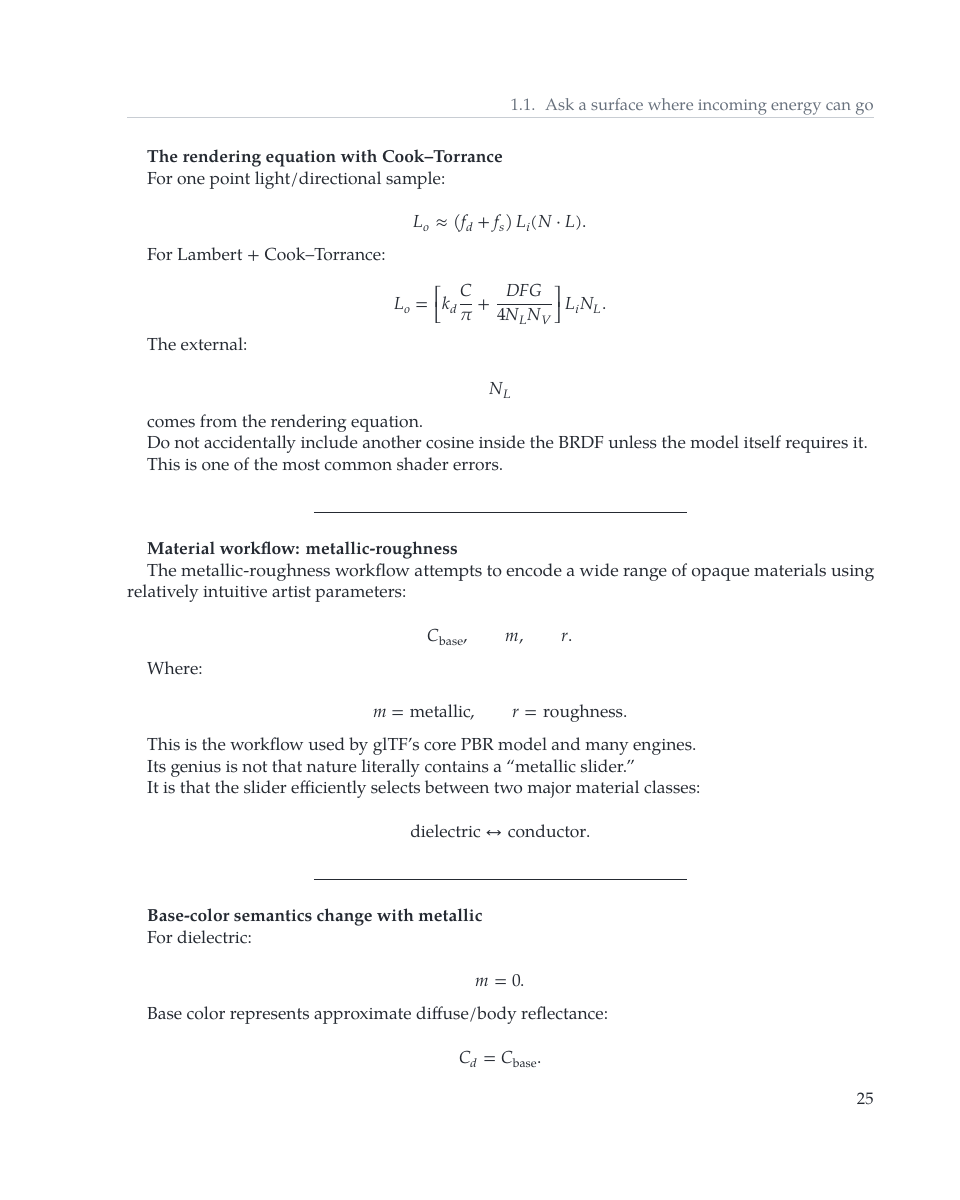 1.1. Ask a surface where incoming energy can go
The rendering equation with Cook–Torrance
For one point light/directional sample:
L_o ≈ (f_d + f_s) L_i(N · L).
For Lambert + Cook–Torrance:
L_o = [k_d C/π + DFG/(4N_L N_V)] L_i N_L.
The external:
N_L
comes from the rendering equation.
Do not accidentally include another cosine inside the BRDF unless the model itself requires it.
This is one of the most common shader errors.
Material workflow: metallic-roughness
The metallic-roughness workflow attempts to encode a wide range of opaque materials using
relatively intuitive artist parameters:
C_base, m, r.
Where:
m = metallic, r = roughness.
This is the workflow used by glTF’s core PBR model and many engines.
Its genius is not that nature literally contains a “metallic slider.”
It is that the slider efficiently selects between two major material classes:
dielectric ↔ conductor.
Base-color semantics change with metallic
For dielectric:
m = 0.
Base color represents approximate diffuse/body reflectance:
C_d = C_base.
25